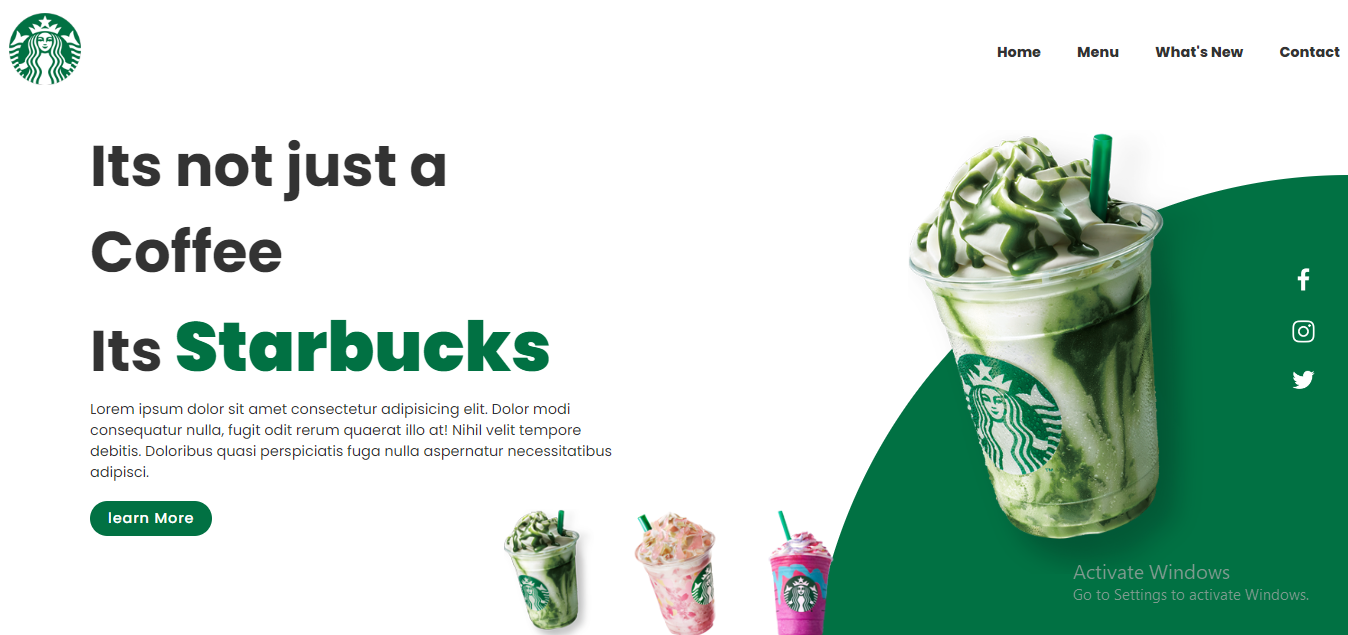 Home Menu What's New Contact
Its not just a
Coffee
Its Starbucks
Lorem ipsum dolor sit amet consectetur adipisicing elit. Dolor modi
consequatur nulla, fugit odit rerum quaerat illo at! Nihil velit tempore
debitis. Doloribus quasi perspiciatis fuga nulla aspernatur necessitatibus
adipisci.
learn More
Activate Windows
Go to Settings to activate Windows.